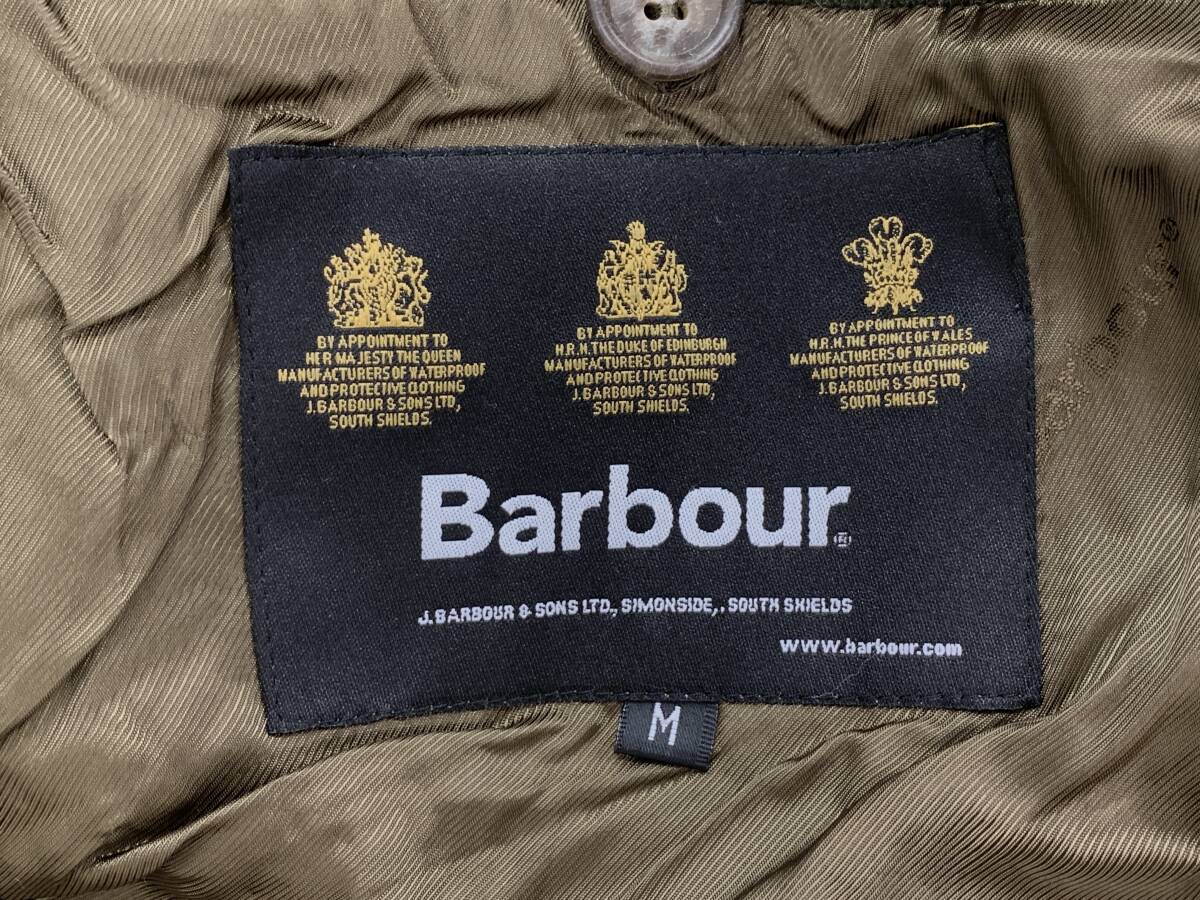 BY APPOINTMENT TO
HER MAJESTY THE QUEEN
MANUFACTURERS OF WATERPROOF
AND PROTECTIVE CLOTHING
J. BARBOUR & SONS LTD,
SOUTH SHIELDS.
BY APPOINTMENT TO
H.R.H. THE DUKE OF EDINBURGH
MANUFACTURERS OF WATERPROOF
AND PROTECTIVE CLOTHING
J. BARBOUR & SONS LTD,
SOUTH SHIELDS.
BY APPOINTMENT TO
H.R.H. THE PRINCE OF WALES
MANUFACTURERS OF WATERPROOF
AND PROTECTIVE CLOTHING
J. BARBOUR & SONS LTD,
SOUTH SHIELDS.
Barbour®
J. BARBOUR & SONS LTD., SIMONSIDE,. SOUTH SHIELDS
www.barbour.com
M